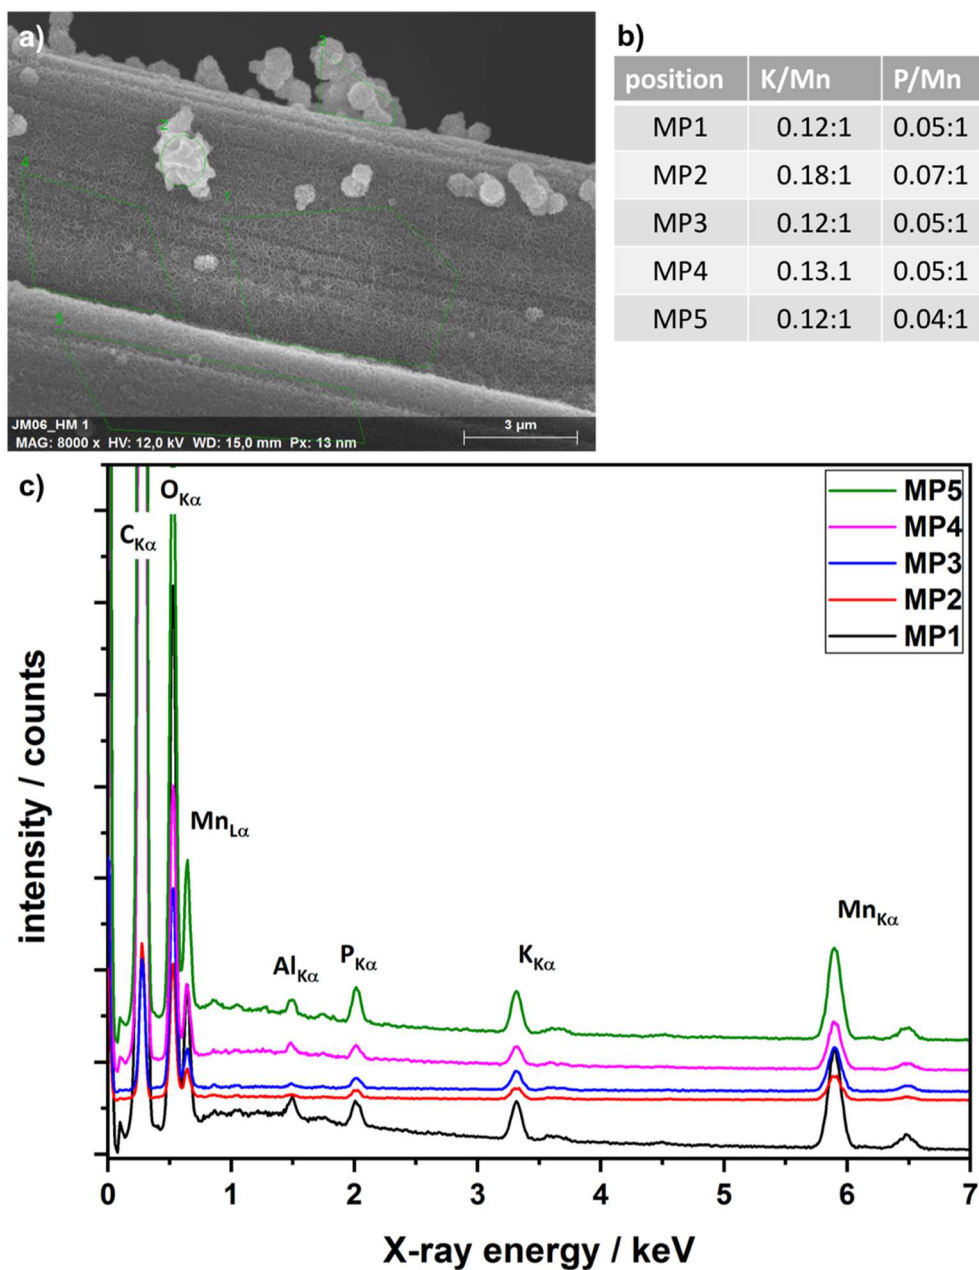 a)
3
2
4
1
JM06_HM 1
MAG: 8000 x HV: 12,0 kV WD: 15,0 mm Px: 13 nm
3 µm
b)
position K/Mn P/Mn
MP1 0.12:1 0.05:1
MP2 0.18:1 0.07:1
MP3 0.12:1 0.05:1
MP4 0.13.1 0.05:1
MP5 0.12:1 0.04:1
c)
CKα
OKα
MnLα
AlKα
PKα
KKα
MnKα
MP5
MP4
MP3
MP2
MP1
intensity / counts
0 1 2 3 4 5 6 7
X-ray energy / keV